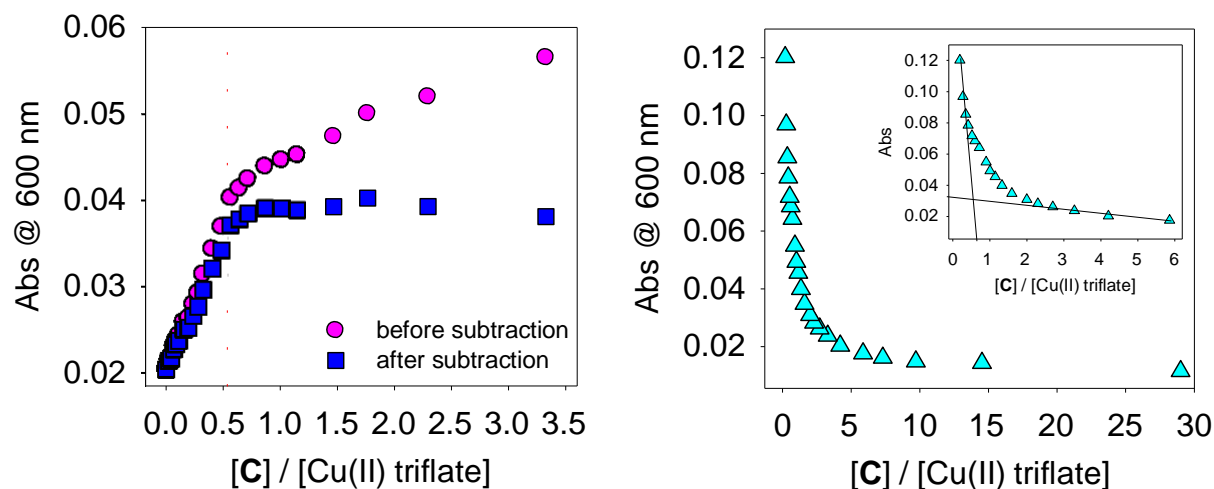 0.06
0.05
0.04
0.03
0.02
Abs @ 600 nm
before subtraction
after subtraction
0.0 0.5 1.0 1.5 2.0 2.5 3.0 3.5
[C] / [Cu(II) triflate]
0.12
0.10
0.08
0.06
0.04
0.02
Abs @ 600 nm
0 5 10 15 20 25 30
[C] / [Cu(II) triflate]
0.12
0.10
0.08
0.06
0.04
0.02
Abs
0 1 2 3 4 5 6
[C] / [Cu(II) triflate]